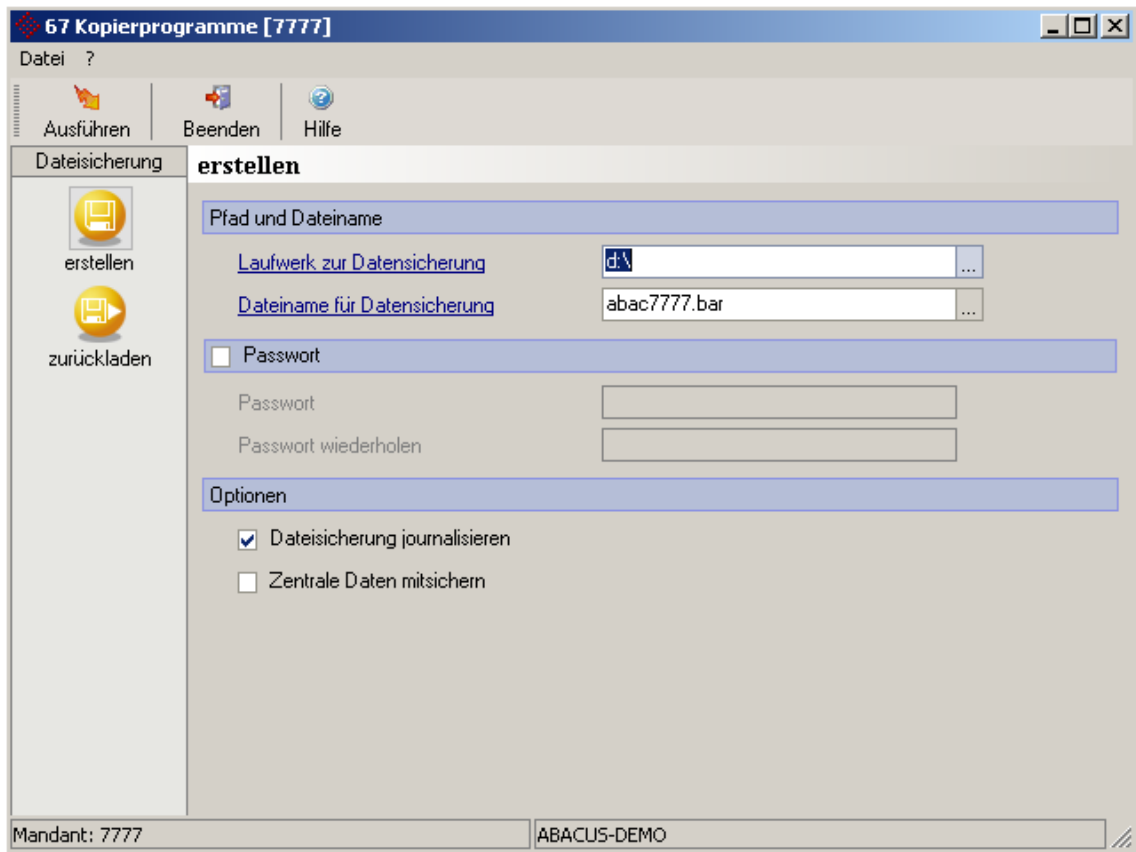 67 Kopierprogramme [7777]
Datei ?
Ausführen Beenden Hilfe
Dateisicherung
erstellen
erstellen
zurückladen
Pfad und Dateiname
Laufwerk zur Datensicherung d:\ ...
Dateiname für Datensicherung abac7777.bar ...
Passwort
Passwort
Passwort wiederholen
Optionen
Dateisicherung journalisieren
Zentrale Daten mitsichern
Mandant: 7777 ABACUS-DEMO